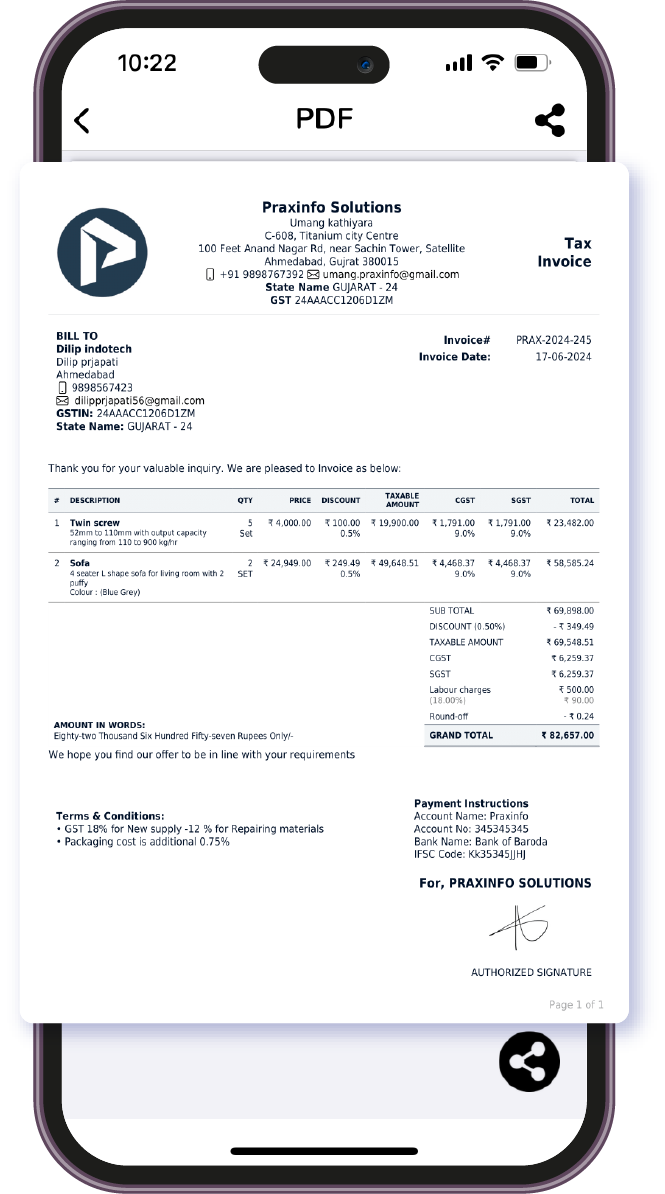 10:22
PDF
Praxinfo Solutions
Umang kathiyara
C-608, Titanium city Centre
100 Feet Anand Nagar Rd, near Sachin Tower, Satellite
Ahmedabad, Gujrat 380015
+91 9898767392 umang.praxinfo@gmail.com
State Name GUJARAT - 24
GST 24AAACC1206D1ZM
Tax
Invoice
BILL TO
Dilip indotech
Dilip prjapati
Ahmedabad
9898567423
dilipprjapati56@gmail.com
GSTIN: 24AAACC1206D1ZM
State Name: GUJARAT - 24
Invoice# PRAX-2024-245
Invoice Date: 17-06-2024
Thank you for your valuable inquiry. We are pleased to Invoice as below:
# DESCRIPTION QTY PRICE DISCOUNT TAXABLE AMOUNT CGST SGST TOTAL
1 Twin screw 5 ₹ 4,000.00 ₹ 100.00 ₹ 19,900.00 ₹ 1,791.00 ₹ 1,791.00 ₹ 23,482.00
52mm to 110mm with output capacity Set 0.5% 9.0% 9.0%
ranging from 110 to 900 kg/hr
2 Sofa 2 ₹ 24,949.00 ₹ 249.49 ₹ 49,648.51 ₹ 4,468.37 ₹ 4,468.37 ₹ 58,585.24
4 seater L shape sofa for living room with 2 SET 0.5% 9.0% 9.0%
puffy
Colour : (Blue Grey)
SUB TOTAL ₹ 69,898.00
DISCOUNT (0.50%) - ₹ 349.49
TAXABLE AMOUNT ₹ 69,548.51
CGST ₹ 6,259.37
SGST ₹ 6,259.37
Labour charges ₹ 500.00
(18.00%) ₹ 90.00
Round-off - ₹ 0.24
GRAND TOTAL ₹ 82,657.00
AMOUNT IN WORDS:
Eighty-two Thousand Six Hundred Fifty-seven Rupees Only/-
We hope you find our offer to be in line with your requirements
Terms & Conditions:
• GST 18% for New supply -12 % for Repairing materials
• Packaging cost is additional 0.75%
Payment Instructions
Account Name: Praxinfo
Account No: 345345345
Bank Name: Bank of Baroda
IFSC Code: Kk35345JJHJ
For, PRAXINFO SOLUTIONS
AUTHORIZED SIGNATURE
Page 1 of 1